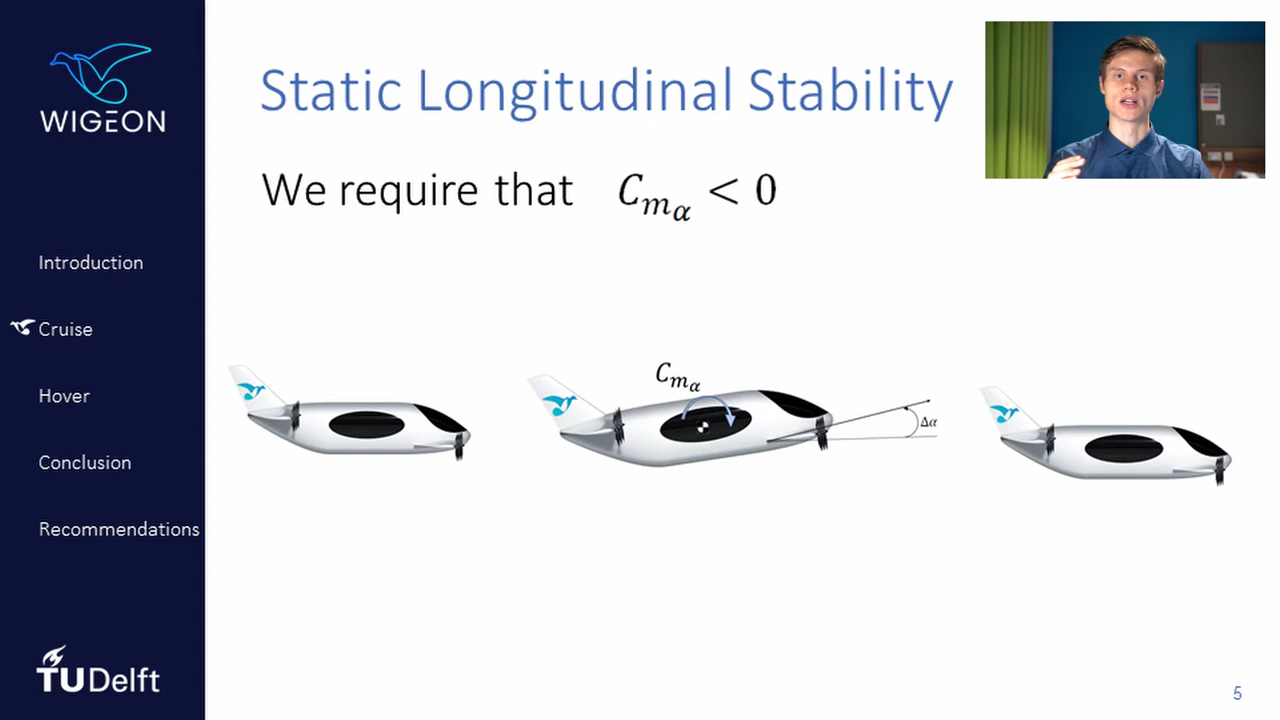 WIGEON
Introduction
Cruise
Hover
Conclusion
Recommendations
TUDelft
Static Longitudinal Stability
We require that C_{m_α} < 0
C_{m_α}
Δα
5